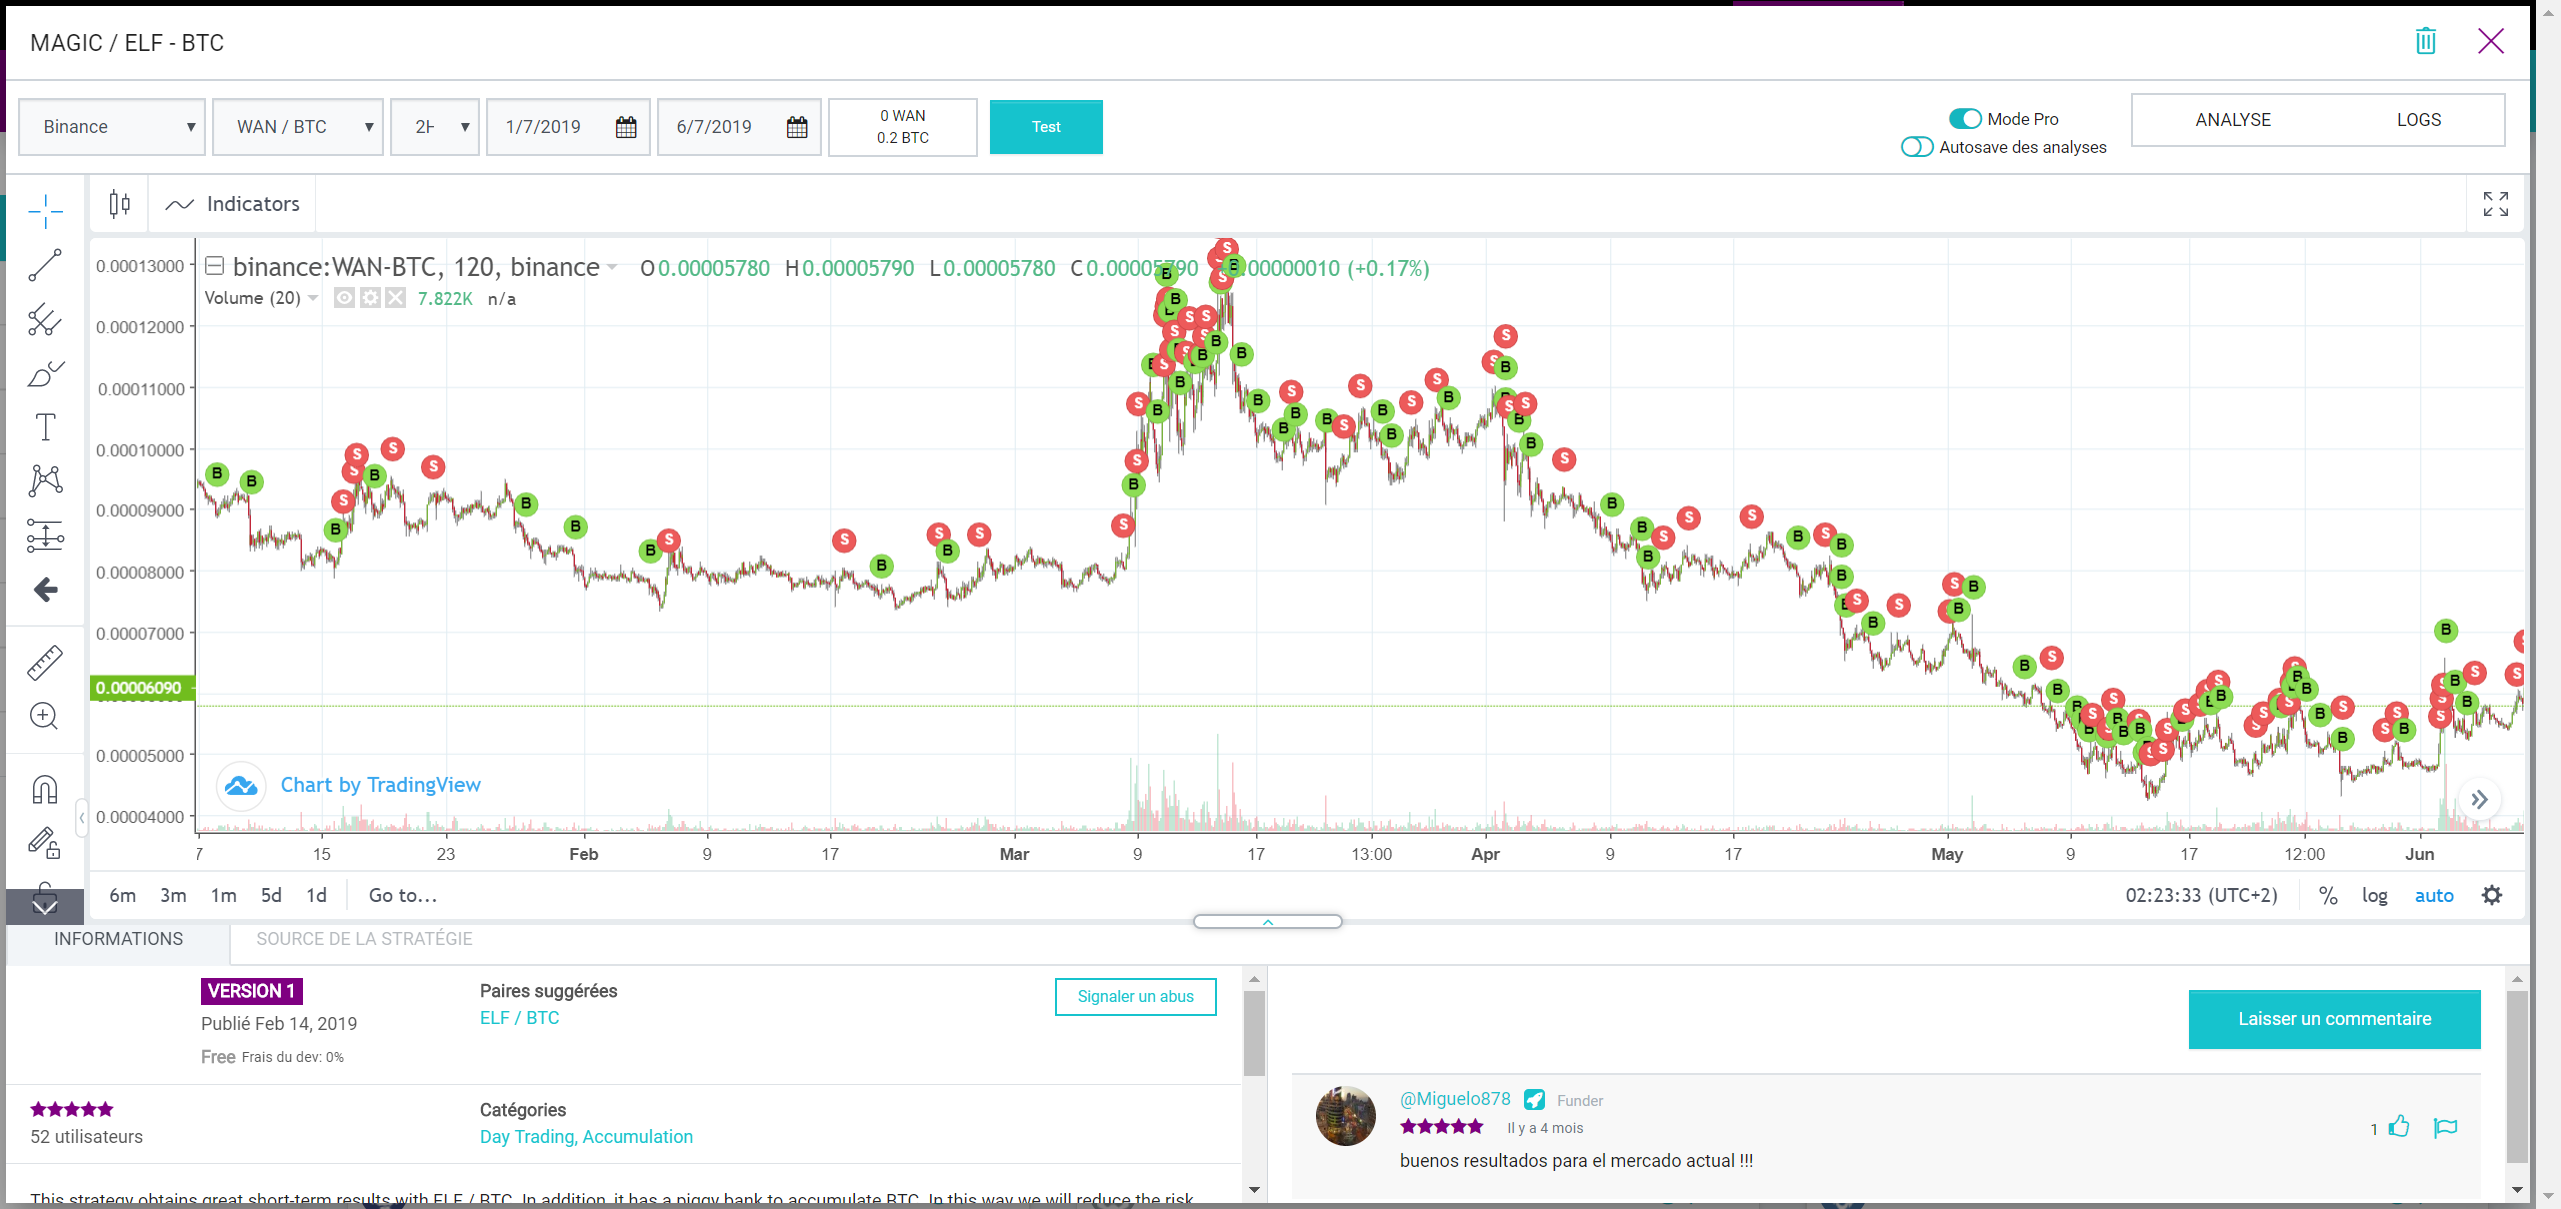 MAGIC / ELF - BTC
Binance
WAN / BTC
2H
1/7/2019
6/7/2019
0 WAN
0.2 BTC
Test
Mode Pro
Autosave des analyses
ANALYSE
LOGS
Indicators
binance:WAN-BTC, 120, binance
O0.00005780 H0.00005790 L0.00005780 C0.00005790 0.00000010 (+0.17%)
Volume (20) 7.822K n/a
0.00013000
0.00012000
0.00011000
0.00010000
0.00009000
0.00008000
0.00007000
0.00006090
0.00005000
0.00004000
Chart by TradingView
7 15 23 Feb 9 17 Mar 9 17 13:00 Apr 9 17 May 9 17 12:00 Jun
6m 3m 1m 5d 1d Go to...
02:23:33 (UTC+2) % log auto
INFORMATIONS
SOURCE DE LA STRATÉGIE
VERSION 1
Publié Feb 14, 2019
Free Frais du dev: 0%
Paires suggérées
ELF / BTC
Signaler un abus
52 utilisateurs
Catégories
Day Trading, Accumulation
This strategy obtains great short-term results with ELF / BTC. In addition, it has a piggy bank to accumulate BTC. In this way we will reduce the risk
Laisser un commentaire
@Miguelo878 Funder
Il y a 4 mois
1
buenos resultados para el mercado actual !!!